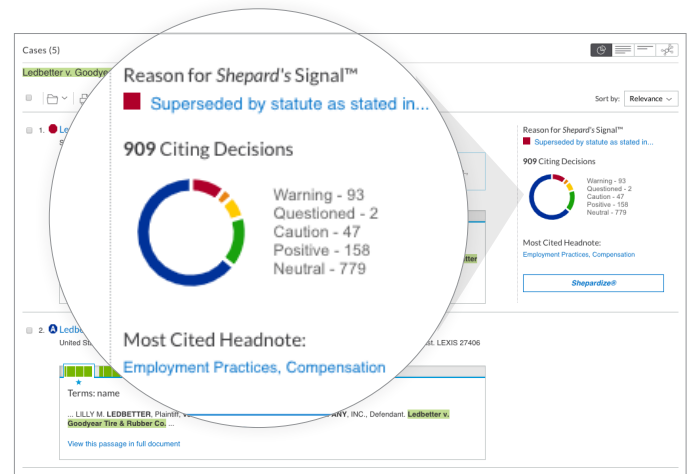 Cases (5)
Ledbetter v. Goodye
Sort by: Relevance
Reason for Shepard's Signal™
Superseded by statute as stated in...
909 Citing Decisions
Warning - 93
Questioned - 2
Caution - 47
Positive - 158
Neutral - 779
Most Cited Headnote:
Employment Practices, Compensation
1. Le
Reason for Shepard's Signal™
Superseded by statute as stated in...
909 Citing Decisions
Warning - 93
Questioned - 2
Caution - 47
Positive - 158
Neutral - 779
Most Cited Headnote:
Employment Practices, Compensation
Shepardize®
2. A Ledbe
United St
st. LEXIS 27406
Terms: name
... LILLY M. LEDBETTER, Plaintiff, ANY, INC., Defendant. Ledbetter v.
Goodyear Tire & Rubber Co. ...
View this passage in full document